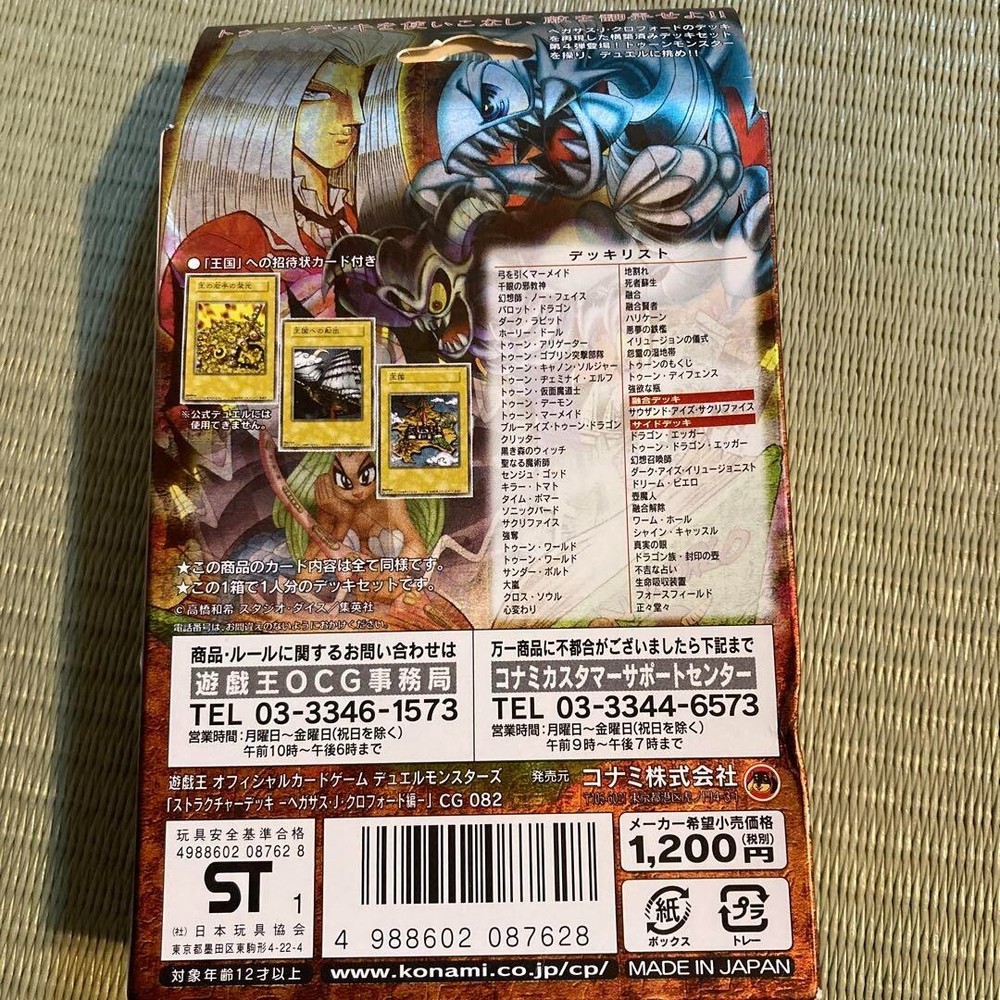 トゥーンデッキを使いこなし、敵を御弄せよ!!
ペガサス・J・クロフォードのデッキ
を再現した構築済みデッキセット
第4弾登場!トゥーンモンスター
を操り、デュエルに挑め!!
●「王国」への招待状カード付き
王の右手の栄光
王国への船出
王国
※公式デュエルには
使用できません。
デッキリスト
弓を引くマーメイド
千眼の邪教神
幻想師・ノー・フェイス
パロット・ドラゴン
ダーク・ラビット
ホーリー・ドール
トゥーン・アリゲーター
トゥーン・ゴブリン突撃部隊
トゥーン・キャノン・ソルジャー
トゥーン・ヂェミナイ・エルフ
トゥーン・仮面魔道士
トゥーン・デーモン
トゥーン・マーメイド
ブルーアイズ・トゥーン・ドラゴン
クリッター
黒き森のウィッチ
聖なる魔術師
センジュ・ゴッド
キラー・トマト
タイム・ボマー
ソニックバード
サクリファイス
強奪
トゥーン・ワールド
トゥーン・ワールド
サンダー・ボルト
大嵐
クロス・ソウル
心変わり
地割れ
死者蘇生
融合
融合賢者
ハリケーン
悪夢の鉄檻
イリュージョンの儀式
怨霊の湿地帯
トゥーンのもくじ
トゥーン・ディフェンス
強欲な瓶
融合デッキ
サウザンド・アイズ・サクリファイス
サイドデッキ
ドラゴン・エッガー
トゥーン・ドラゴン・エッガー
幻想召喚師
ダーク・アイズ・イリュージョニスト
ドリーム・ピエロ
壺魔人
融合解除
ワーム・ホール
シャイン・キャッスル
真実の眼
ドラゴン族・封印の壺
不吉な占い
生命吸収装置
フォースフィールド
正々堂々
★この商品のカード内容は全て同様です。
★この1箱で1人分のデッキセットです。
©高橋和希 スタジオ・ダイス/集英社
電話番号は、お間違えのないようにおかけください。
商品・ルールに関するお問い合わせは
遊戯王OCG事務局
TEL 03-3346-1573
営業時間:月曜日~金曜日(祝日を除く)
午前10時~午後6時まで
万一商品に不都合がございましたら下記まで
コナミカスタマーサポートセンター
TEL 03-3344-6573
営業時間:月曜日~金曜日(祝日を除く)
午前9時~午後7時まで
遊戯王 オフィシャルカードゲーム デュエルモンスターズ
「ストラクチャーデッキ-ペガサス・J・クロフォード編-」CG 082
発売元 コナミ株式会社
玩具安全基準合格
4988602 08762 8
ST 1
(社)日本玩具協会
東京都墨田区東駒形4-22-4
対象年齢12才以上
4 988602 087628
www.konami.co.jp/cp/
メーカー希望小売価格
1,200円(税別)
紙
ボックス
プラ
トレー
MADE IN JAPAN